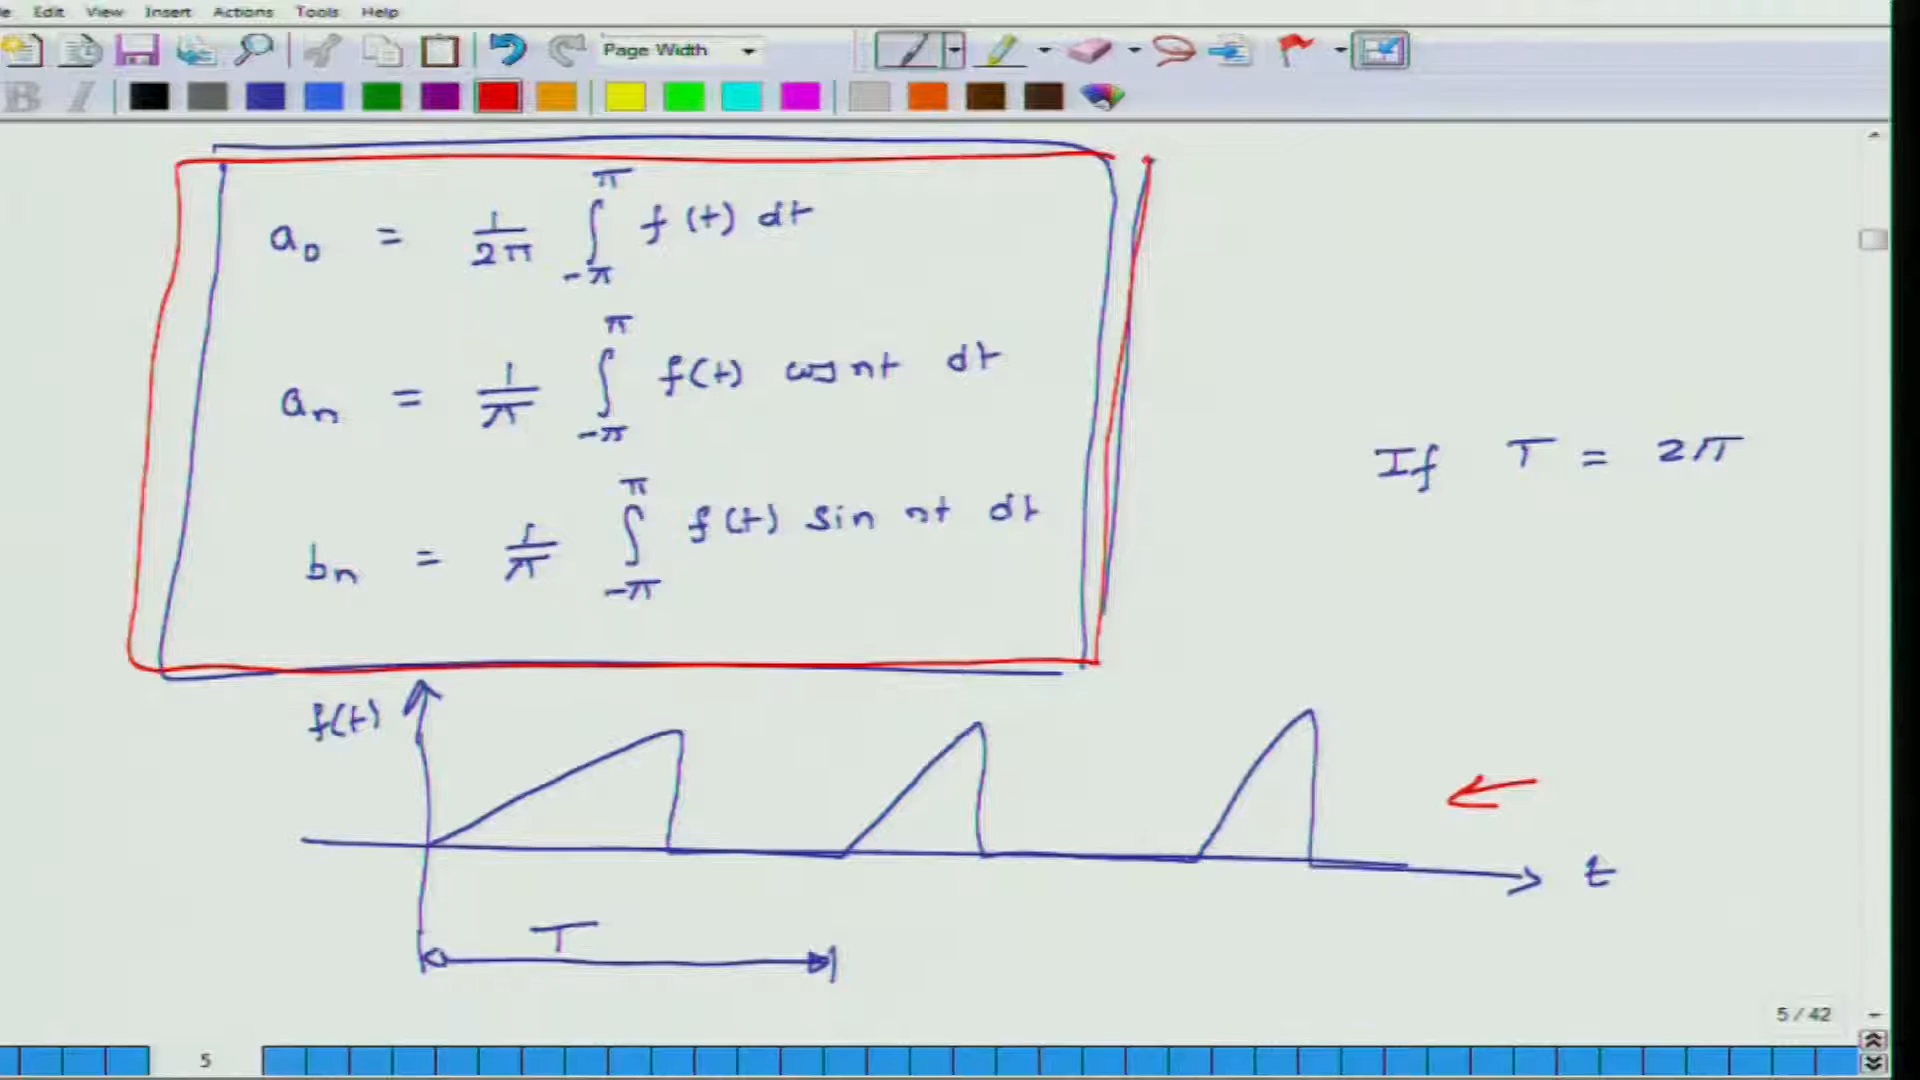 Edit View Insert Actions Tools Help
Page Width
B I
a₀ = 1/2π ∫_{-π}^{π} f(t) dt
aₙ = 1/π ∫_{-π}^{π} f(t) cos nt dt
If T = 2π
bₙ = 1/π ∫_{-π}^{π} f(t) sin nt dt
f(t)
t
T
5 / 42
5